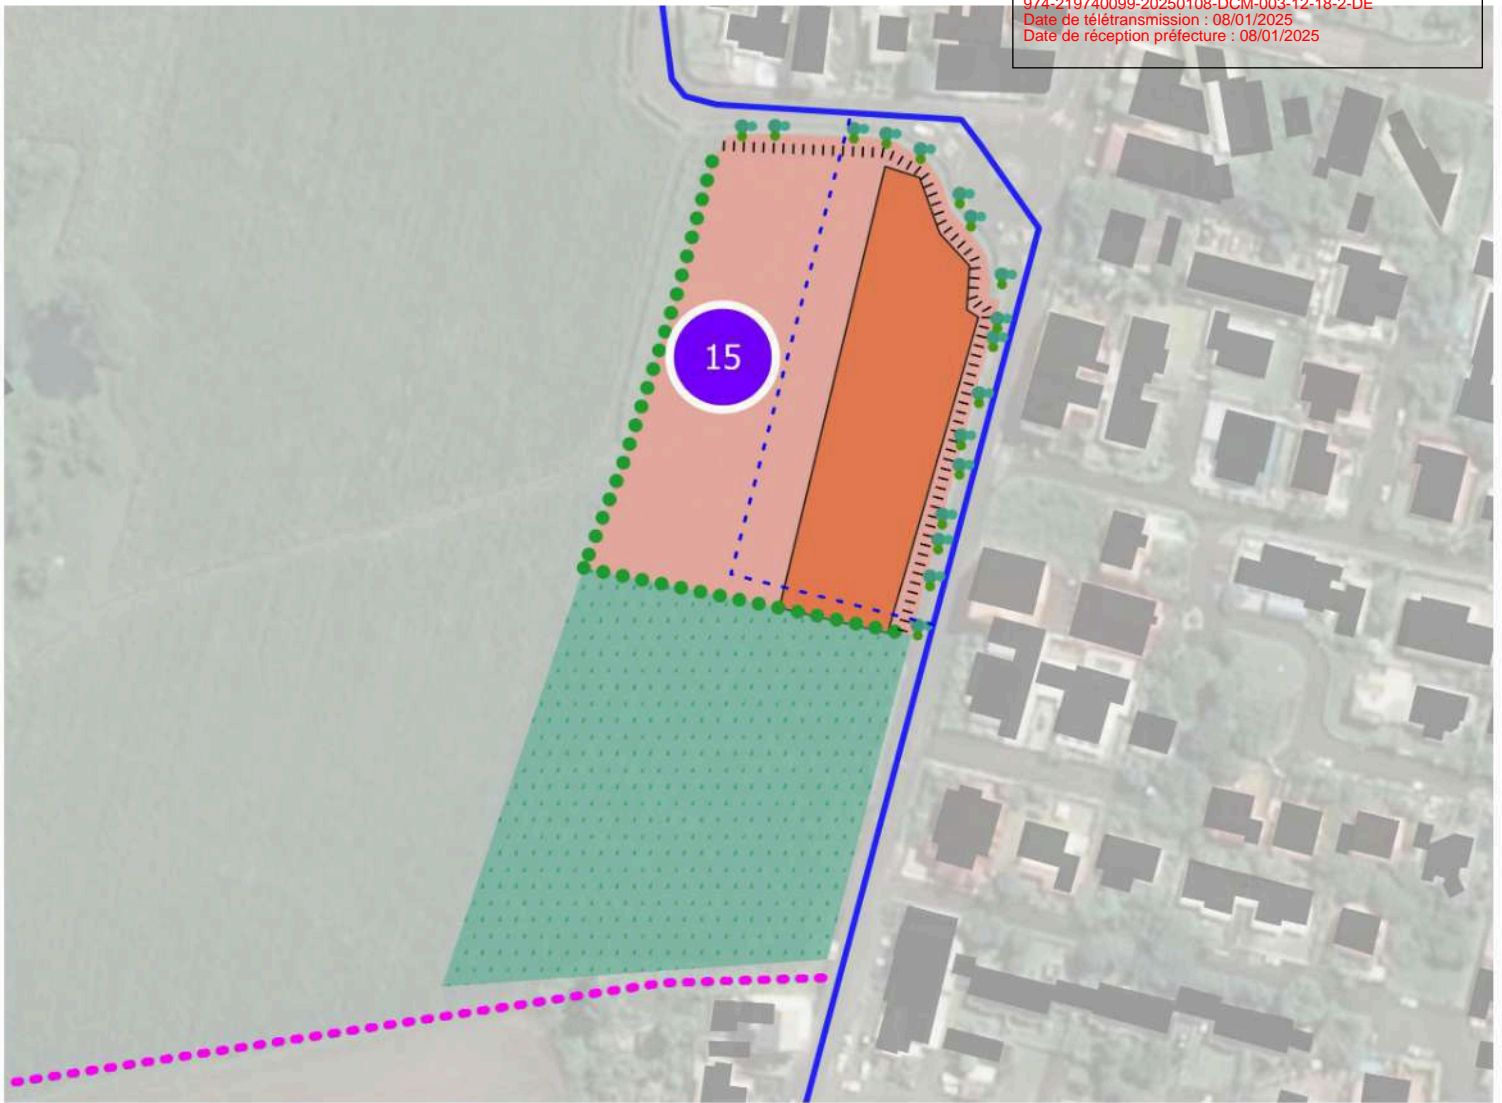 974-219740099-20250108-DCM-003-12-18-2-DE
Date de télétransmission : 08/01/2025
Date de réception préfecture : 08/01/2025
15